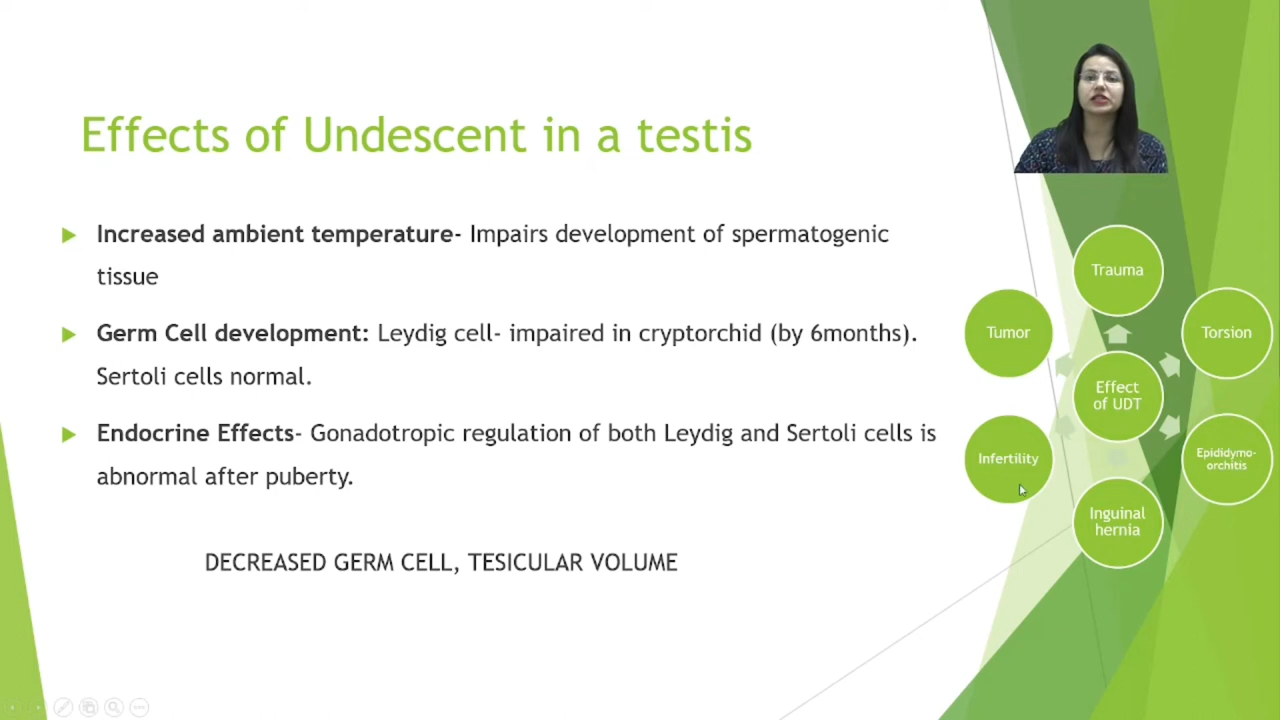 Effects of Undescent in a testis
Increased ambient temperature- Impairs development of spermatogenic
tissue
Germ Cell development: Leydig cell- impaired in cryptorchid (by 6months).
Sertoli cells normal.
Endocrine Effects- Gonadotropic regulation of both Leydig and Sertoli cells is
abnormal after puberty.
DECREASED GERM CELL, TESICULAR VOLUME
Trauma
Tumor
Torsion
Effect
of UDT
Infertility
Epididymo-
orchitis
Inguinal
hernia